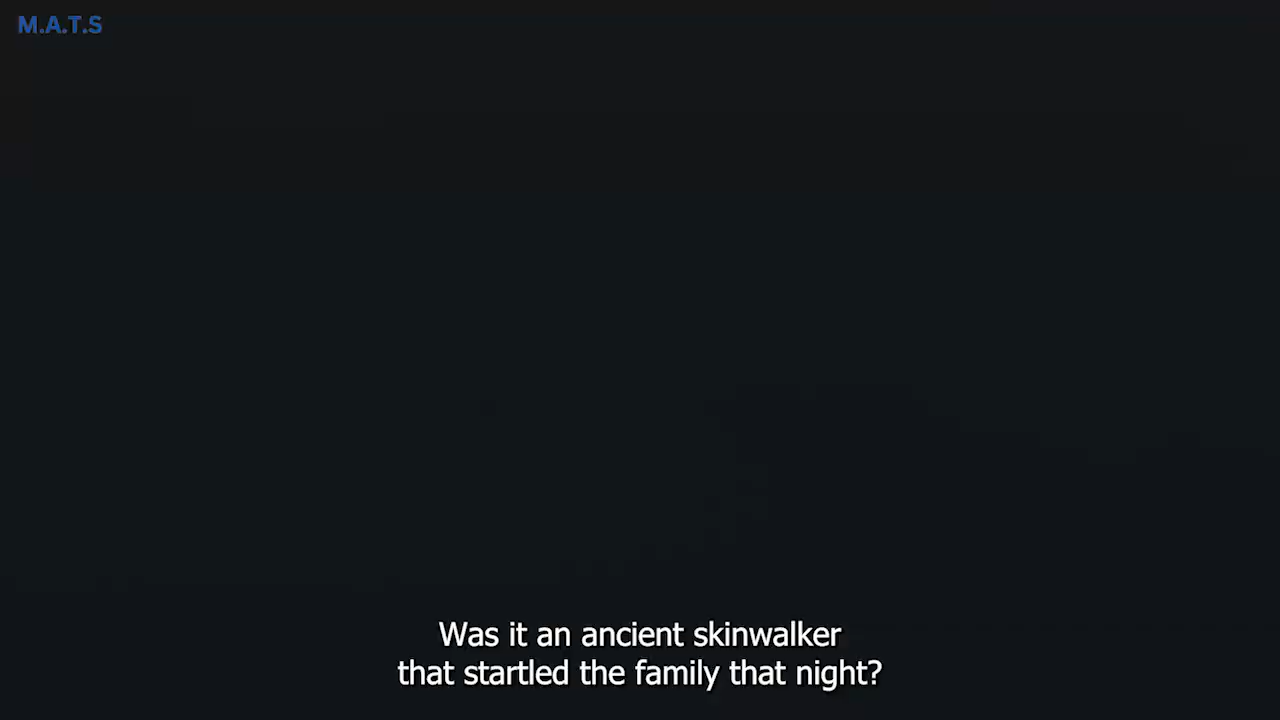 M.A.T.S
Was it an ancient skinwalker
that startled the family that night?